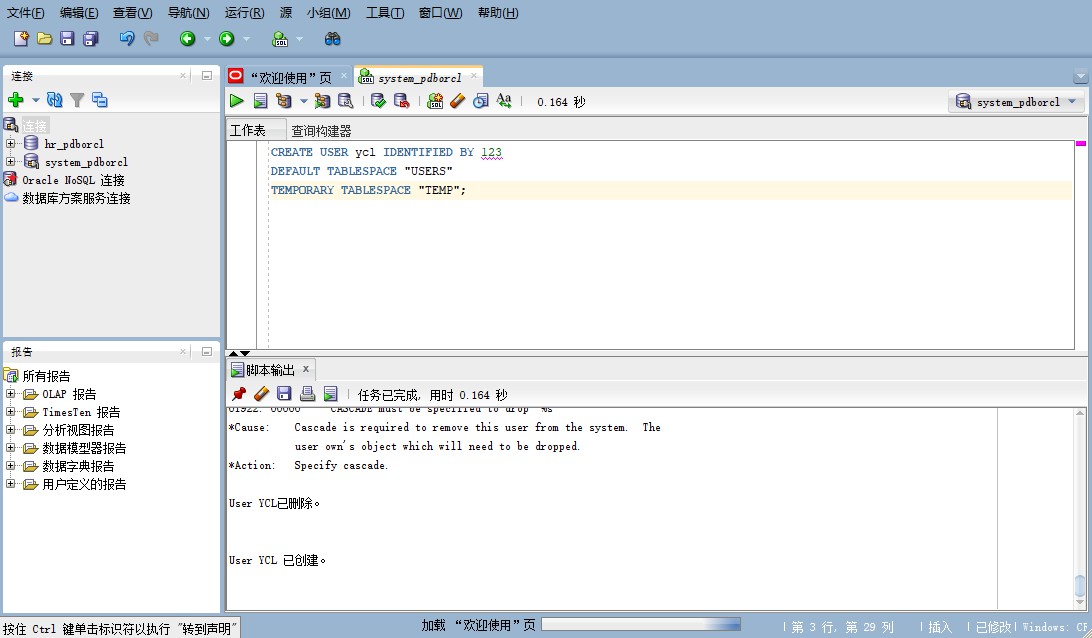 文件(F) 编辑(E) 查看(V) 导航(N) 运行(R) 源 小组(M) 工具(T) 窗口(W) 帮助(H)
连接
连接
hr_pdborcl
system_pdborcl
Oracle NoSQL 连接
数据库方案服务连接
报告
所有报告
OLAP 报告
TimesTen 报告
分析视图报告
数据模型器报告
数据字典报告
用户定义的报告
“欢迎使用”页 system_pdborcl
0.164 秒 system_pdborcl
工作表 查询构建器
CREATE USER ycl IDENTIFIED BY 123
DEFAULT TABLESPACE "USERS"
TEMPORARY TABLESPACE "TEMP";
脚本输出
任务已完成, 用时 0.164 秒
01922. 00000 CASCADE must be specified to drop '%s'
*Cause: Cascade is required to remove this user from the system. The
user own's object which will need to be dropped.
*Action: Specify cascade.
User YCL已删除。
User YCL 已创建。
按住 Ctrl 键单击标识符以执行 "转到声明" 加载 “欢迎使用”页 第 3 行, 第 29 列 插入 已修改 Windows: